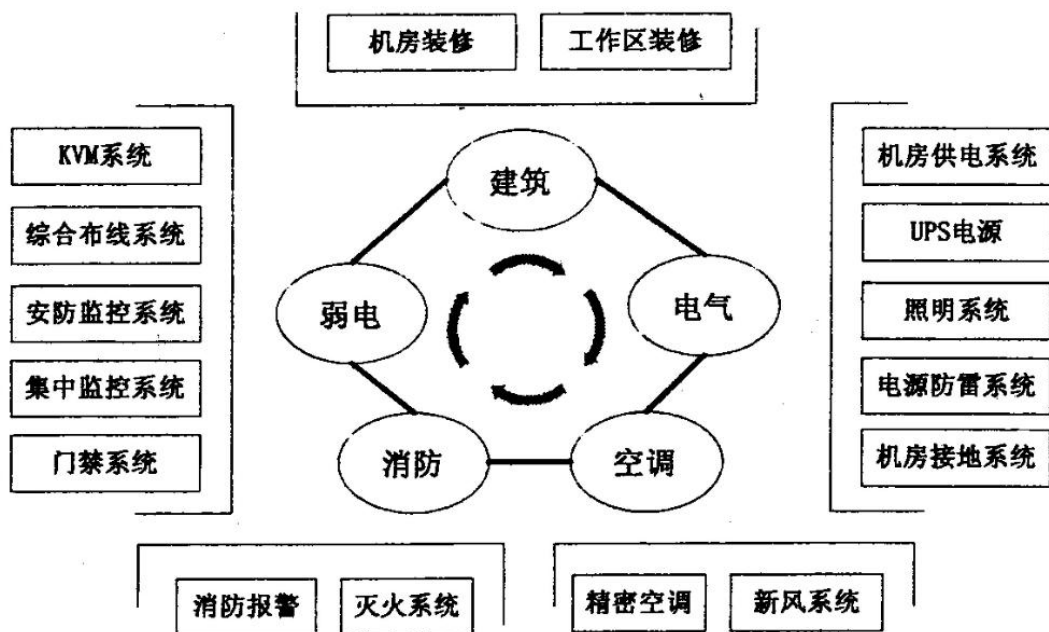 机房装修
工作区装修
KVM系统
综合布线系统
安防监控系统
集中监控系统
门禁系统
建筑
弱电
电气
消防
空调
机房供电系统
UPS电源
照明系统
电源防雷系统
机房接地系统
消防报警
灭火系统
精密空调
新风系统